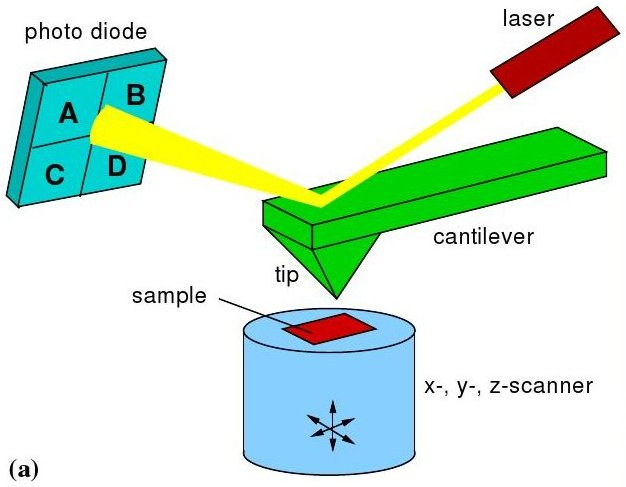 laser
photo diode
A
B
C
D
cantilever
tip
sample
x-, y-, z-scanner
(a)